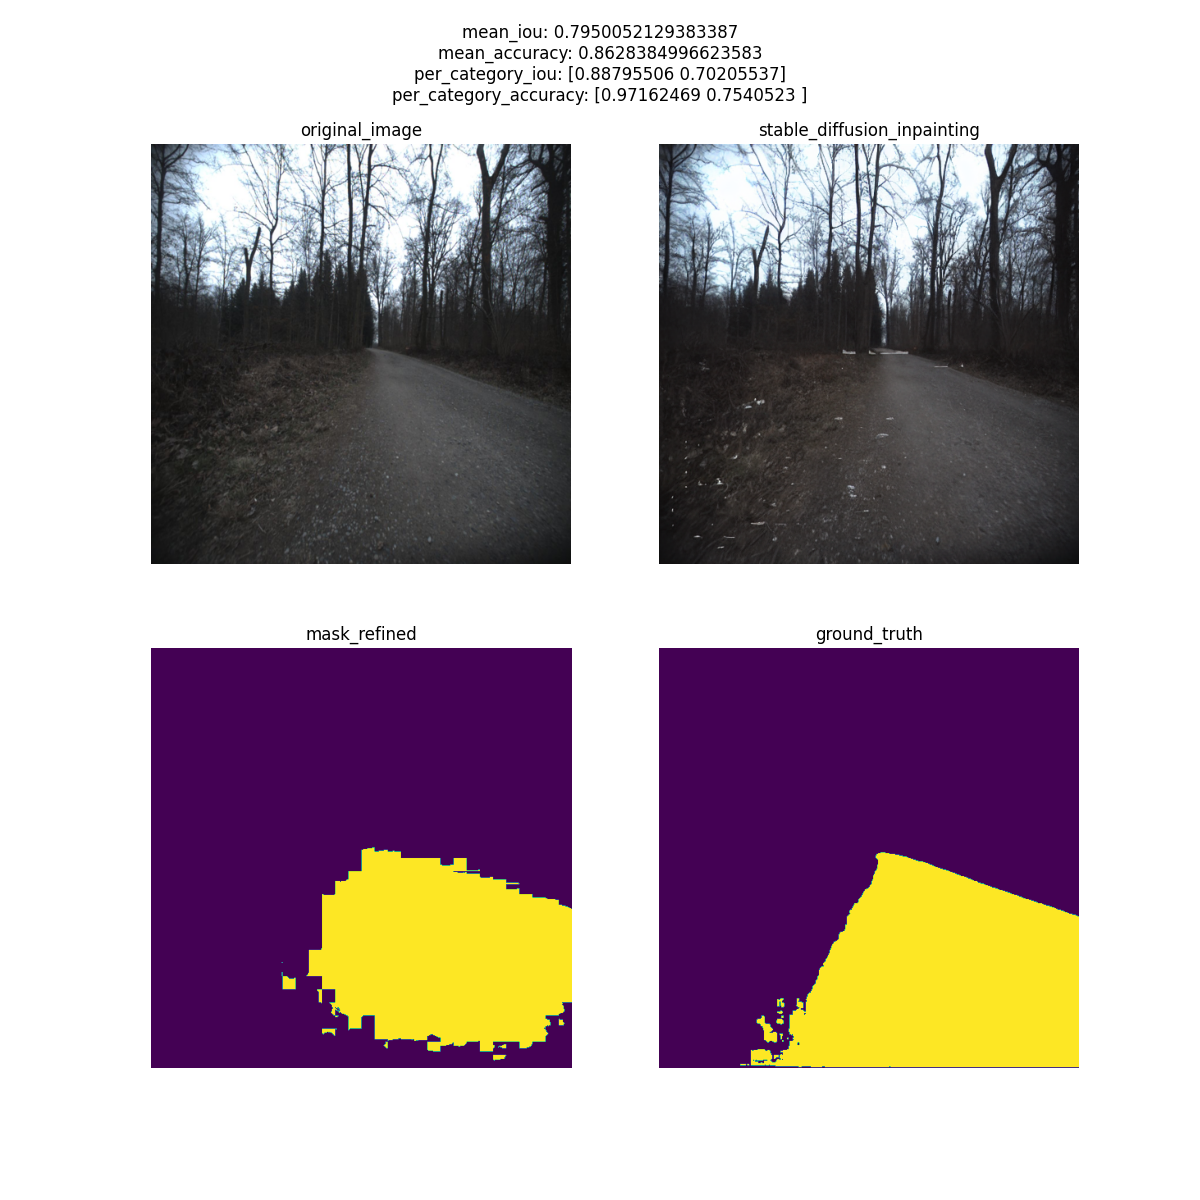 mean_iou: 0.7950052129383387
mean_accuracy: 0.8628384996623583
per_category_iou: [0.88795506 0.70205537]
per_category_accuracy: [0.97162469 0.7540523 ]
original_image
stable_diffusion_inpainting
mask_refined
ground_truth